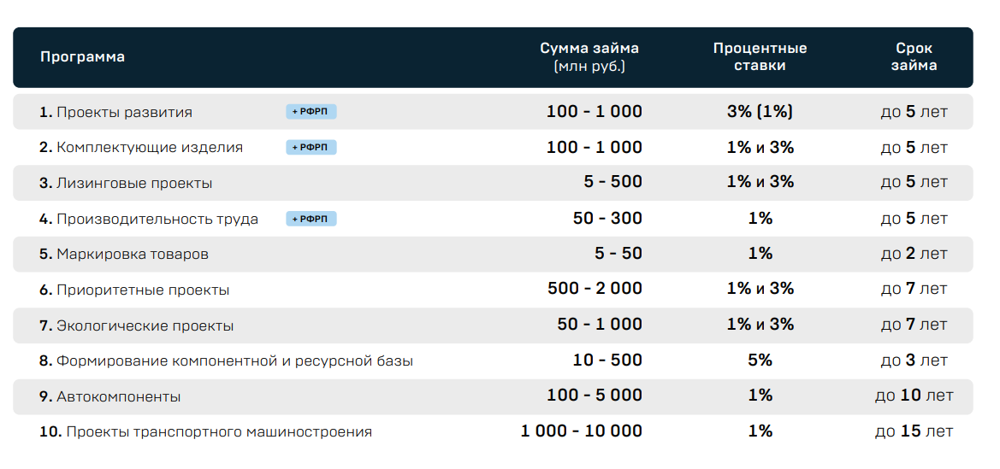 Программа Сумма займа (млн руб.) Процентные ставки Срок займа
1. Проекты развития + РФРП 100 - 1 000 3% (1%) до 5 лет
2. Комплектующие изделия + РФРП 100 - 1 000 1% и 3% до 5 лет
3. Лизинговые проекты 5 - 500 1% и 3% до 5 лет
4. Производительность труда + РФРП 50 - 300 1% до 5 лет
5. Маркировка товаров 5 - 50 1% до 2 лет
6. Приоритетные проекты 500 - 2 000 1% и 3% до 7 лет
7. Экологические проекты 50 - 1 000 1% и 3% до 7 лет
8. Формирование компонентной и ресурсной базы 10 - 500 5% до 3 лет
9. Автокомпоненты 100 - 5 000 1% до 10 лет
10. Проекты транспортного машиностроения 1 000 - 10 000 1% до 15 лет